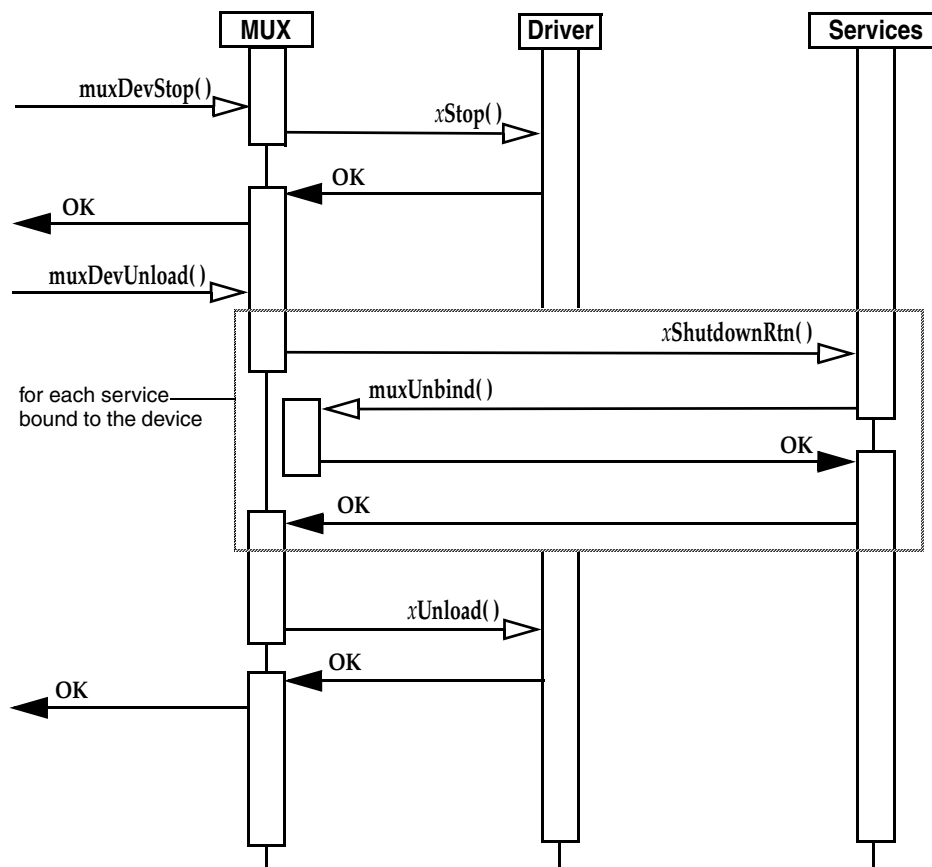 MUX
Driver
Services
muxDevStop( )
xStop( )
OK
OK
muxDevUnload( )
xShutdownRtn( )
for each service
bound to the device
muxUnbind( )
OK
OK
xUnload( )
OK
OK